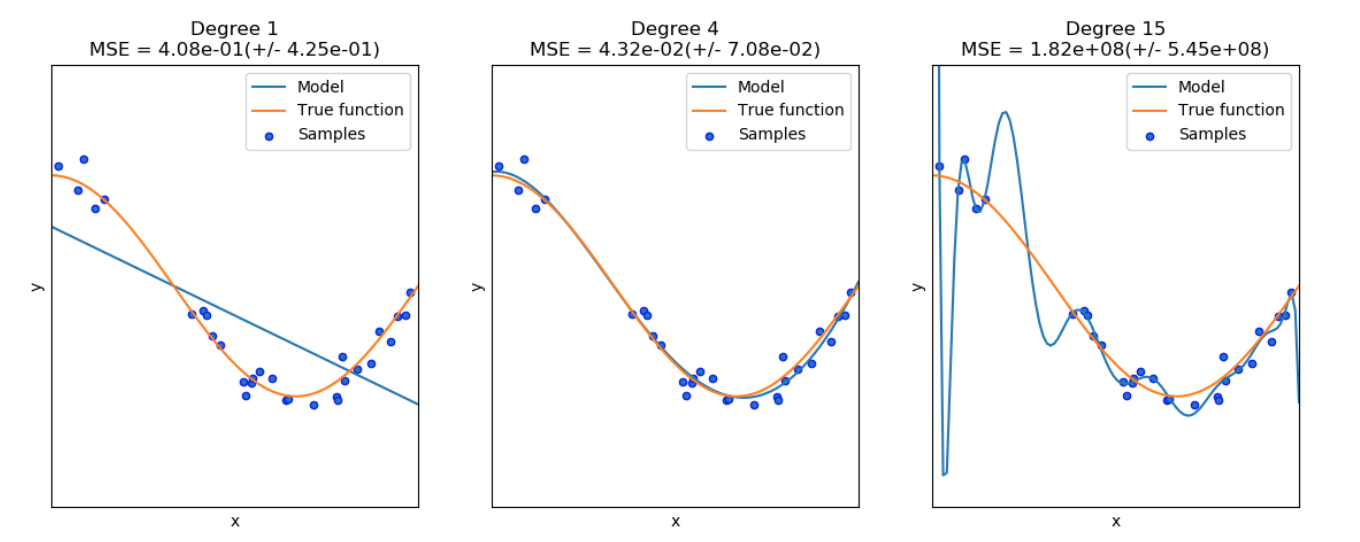 Degree 1
MSE = 4.08e-01(+/- 4.25e-01)
Model
True function
Samples
y
x
Degree 4
MSE = 4.32e-02(+/- 7.08e-02)
Model
True function
Samples
y
x
Degree 15
MSE = 1.82e+08(+/- 5.45e+08)
Model
True function
Samples
y
x